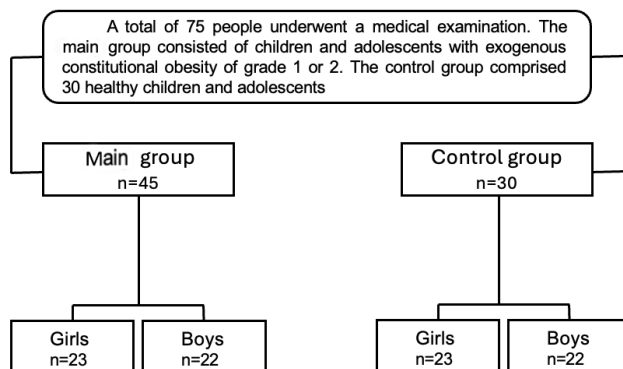 A total of 75 people underwent a medical examination. The
main group consisted of children and adolescents with exogenous
constitutional obesity of grade 1 or 2. The control group comprised
30 healthy children and adolescents
Main group
n=45
Control group
n=30
Girls
n=23
Boys
n=22
Girls
n=23
Boys
n=22